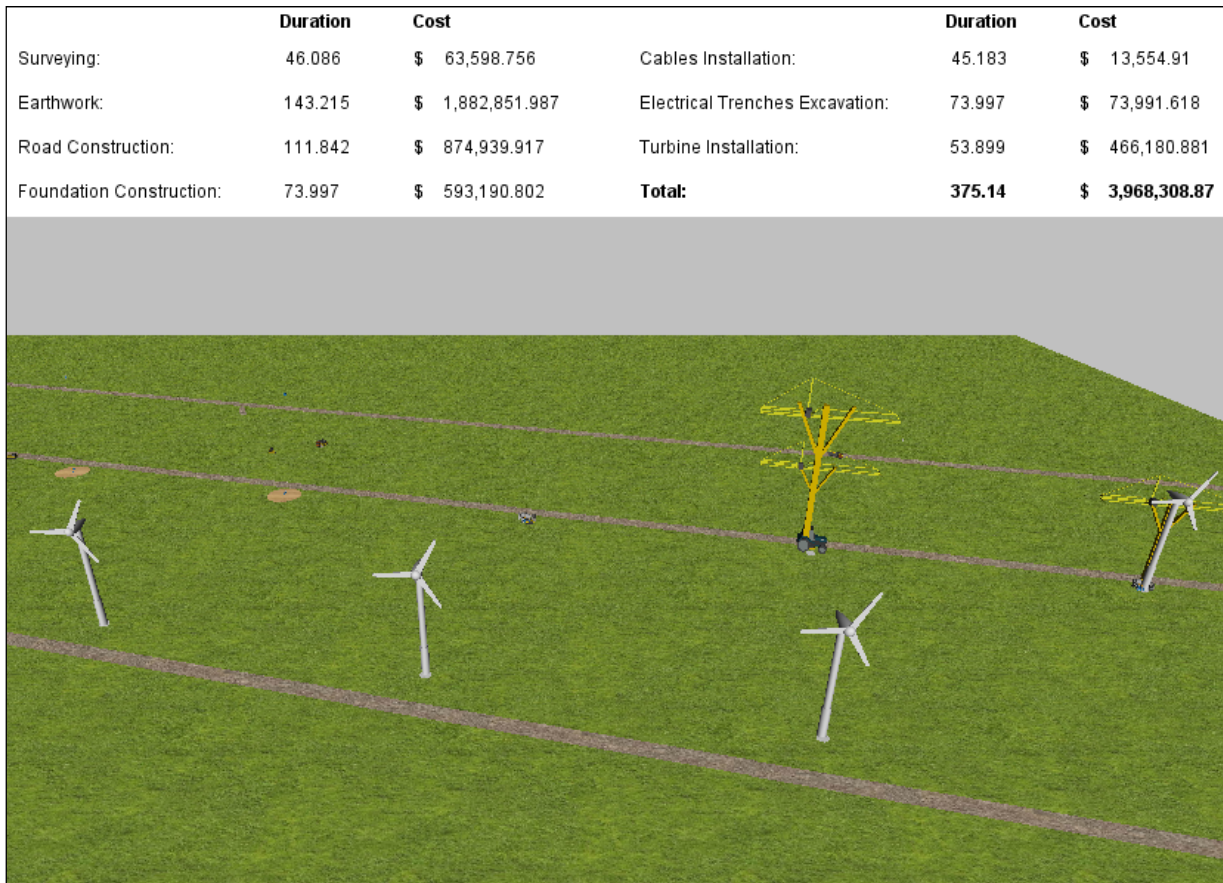 Duration Cost Duration Cost
Surveying: 46.086 $ 63,598.756 Cables Installation: 45.183 $ 13,554.91
Earthwork: 143.215 $ 1,882,851.987 Electrical Trenches Excavation: 73.997 $ 73,991.618
Road Construction: 111.842 $ 874,939.917 Turbine Installation: 53.899 $ 466,180.881
Foundation Construction: 73.997 $ 593,190.802 Total: 375.14 $ 3,968,308.87